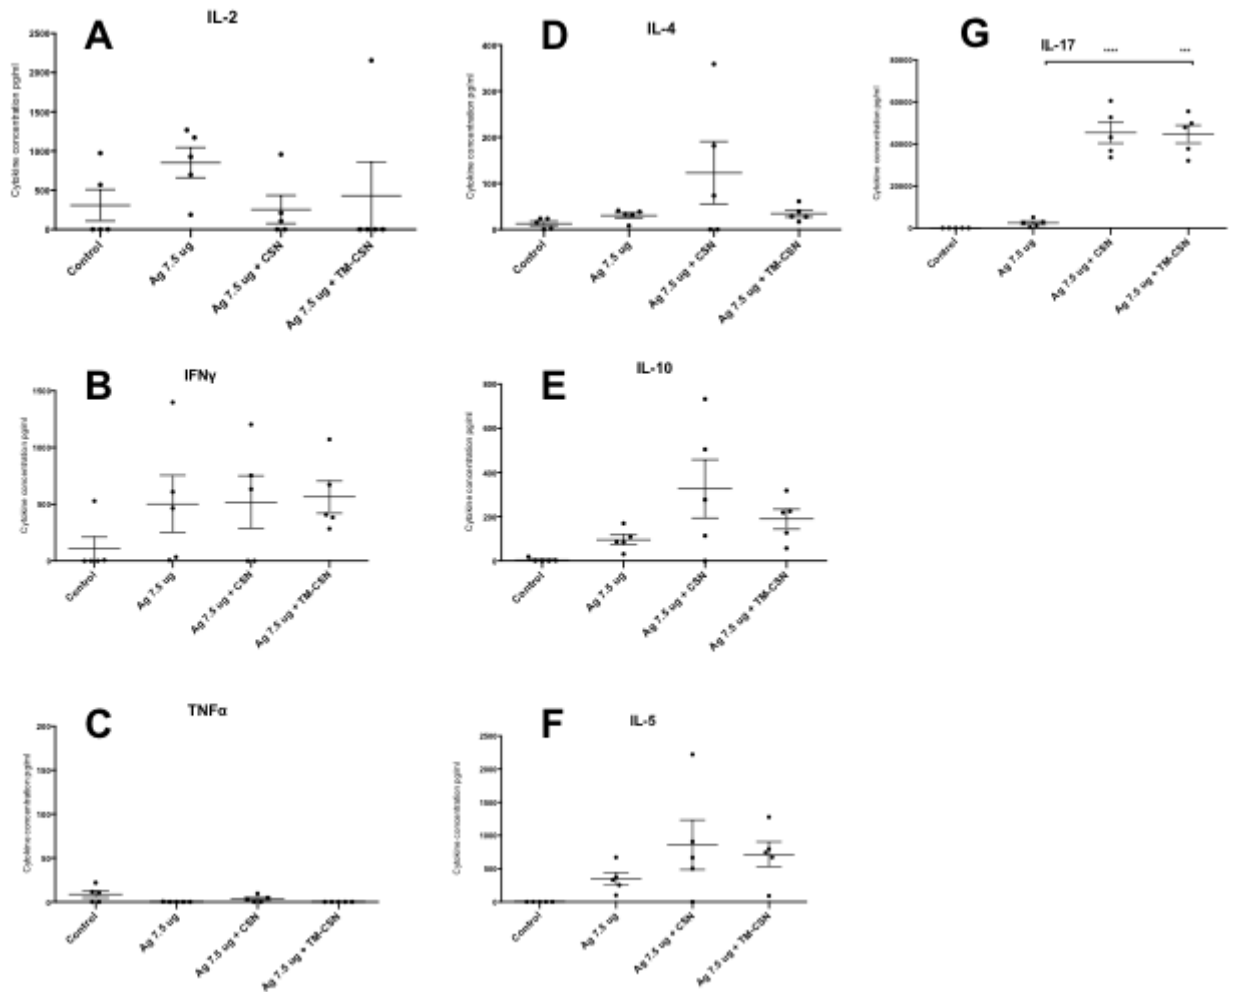 A
IL-2
Cytokine concentration pg/ml
2500
2000
1500
1000
500
0
Control
Ag 7.5 ug
Ag 7.5 ug + CSN
Ag 7.5 ug + TM-CSN
D
IL-4
Cytokine concentration pg/ml
400
300
200
100
0
Control
Ag 7.5 ug
Ag 7.5 ug + CSN
Ag 7.5 ug + TM-CSN
G
IL-17
Cytokine concentration pg/ml
80000
60000
40000
20000
0
Control
Ag 7.5 ug
Ag 7.5 ug + CSN
Ag 7.5 ug + TM-CSN
B
IFNγ
Cytokine concentration pg/ml
1500
1000
500
0
Control
Ag 7.5 ug
Ag 7.5 ug + CSN
Ag 7.5 ug + TM-CSN
E
IL-10
Cytokine concentration pg/ml
800
600
400
200
0
Control
Ag 7.5 ug
Ag 7.5 ug + CSN
Ag 7.5 ug + TM-CSN
C
TNFα
Cytokine concentration pg/ml
200
150
100
50
0
Control
Ag 7.5 ug
Ag 7.5 ug + CSN
Ag 7.5 ug + TM-CSN
F
IL-5
Cytokine concentration pg/ml
2500
2000
1500
1000
500
0
Control
Ag 7.5 ug
Ag 7.5 ug + CSN
Ag 7.5 ug + TM-CSN